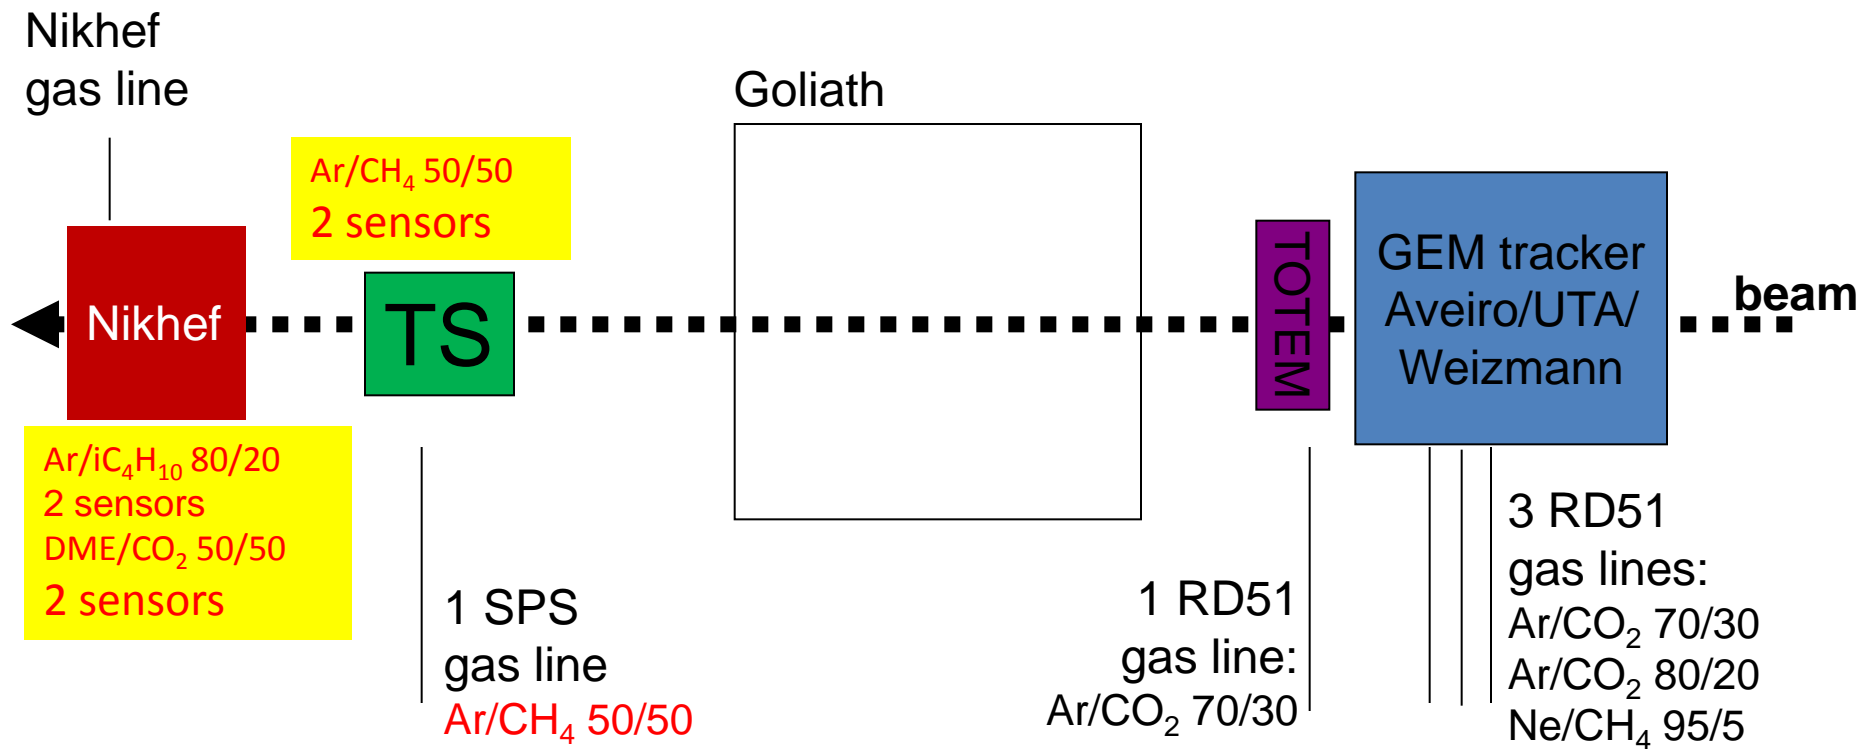 Nikhef
gas line
Goliath
Ar/CH₄ 50/50
2 sensors
Nikhef
TS
TOTEM
GEM tracker
Aveiro/UTA/
Weizmann
beam
Ar/iC₄H₁₀ 80/20
2 sensors
DME/CO₂ 50/50
2 sensors
1 SPS
gas line
Ar/CH₄ 50/50
1 RD51
gas line:
Ar/CO₂ 70/30
3 RD51
gas lines:
Ar/CO₂ 70/30
Ar/CO₂ 80/20
Ne/CH₄ 95/5